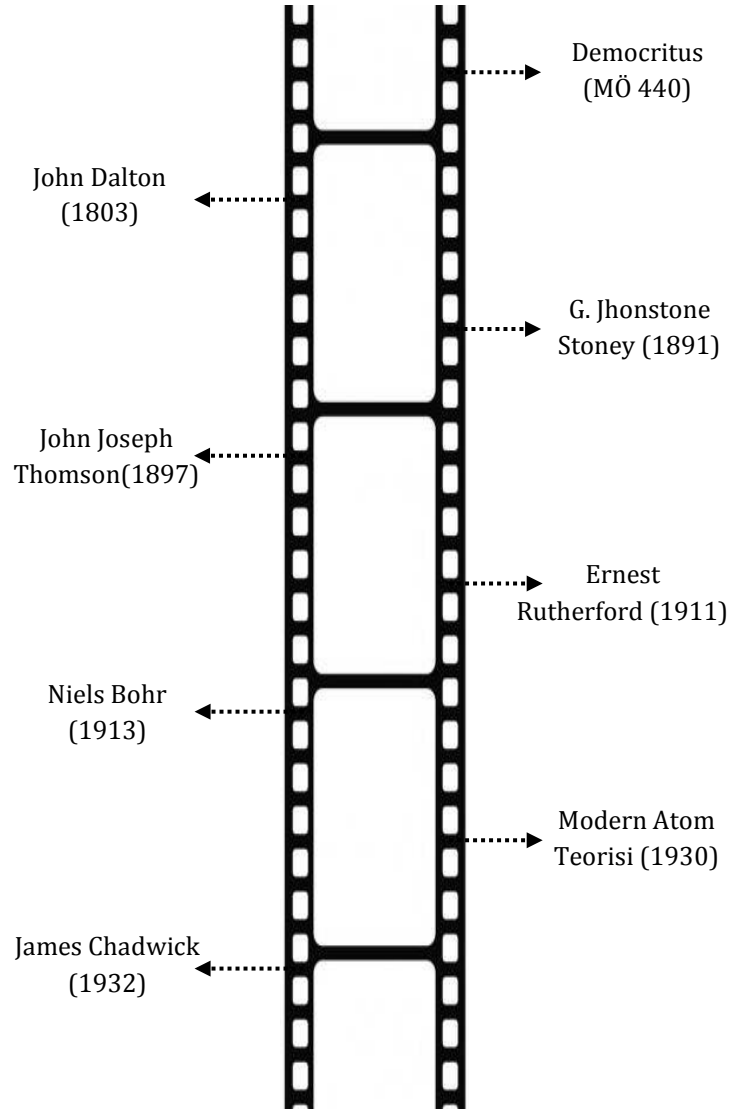 Democritus
(MÖ 440)
John Dalton
(1803)
G. Jhonstone
Stoney (1891)
John Joseph
Thomson(1897)
Ernest
Rutherford (1911)
Niels Bohr
(1913)
Modern Atom
Teorisi (1930)
James Chadwick
(1932)